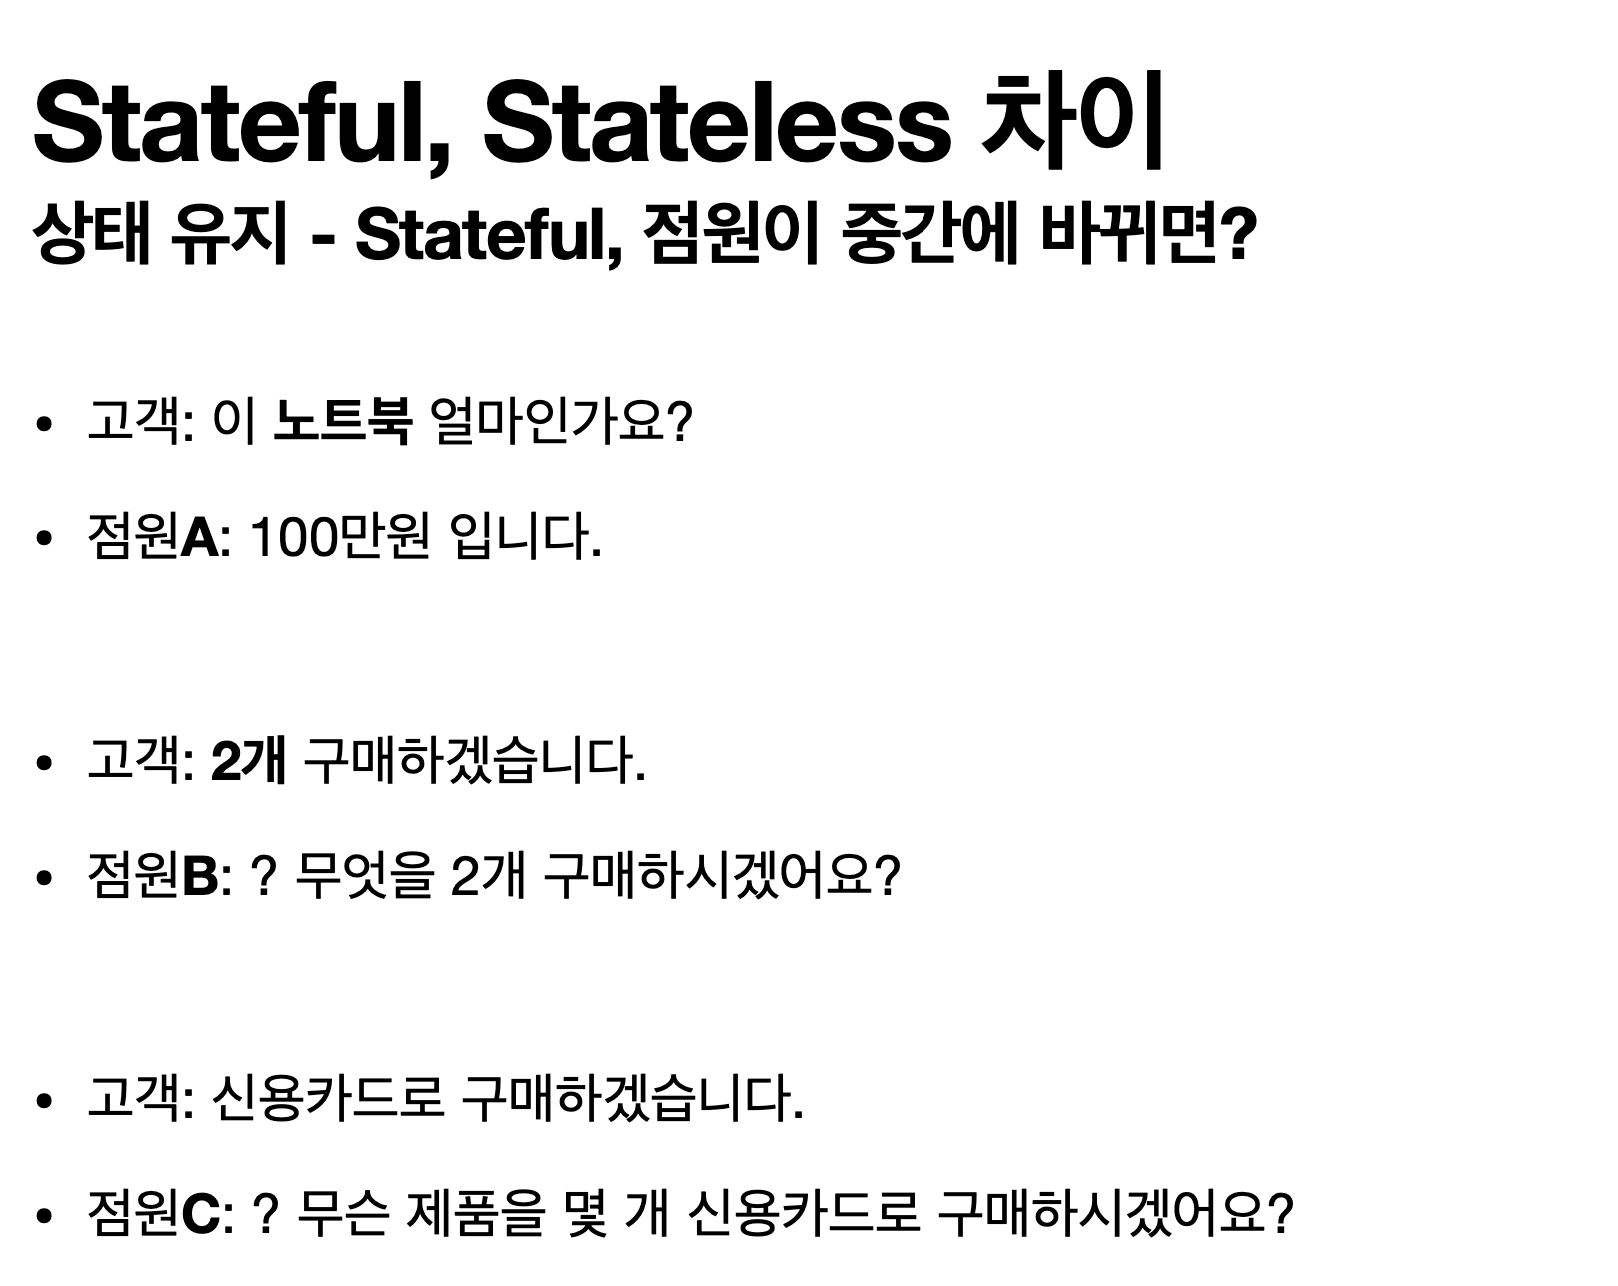 Stateful, Stateless 차이
상태 유지 - Stateful, 점원이 중간에 바뀌면?
• 고객: 이 노트북 얼마인가요?
• 점원A: 100만원 입니다.
• 고객: 2개 구매하겠습니다.
• 점원B: ? 무엇을 2개 구매하시겠어요?
• 고객: 신용카드로 구매하겠습니다.
• 점원C: ? 무슨 제품을 몇 개 신용카드로 구매하시겠어요?